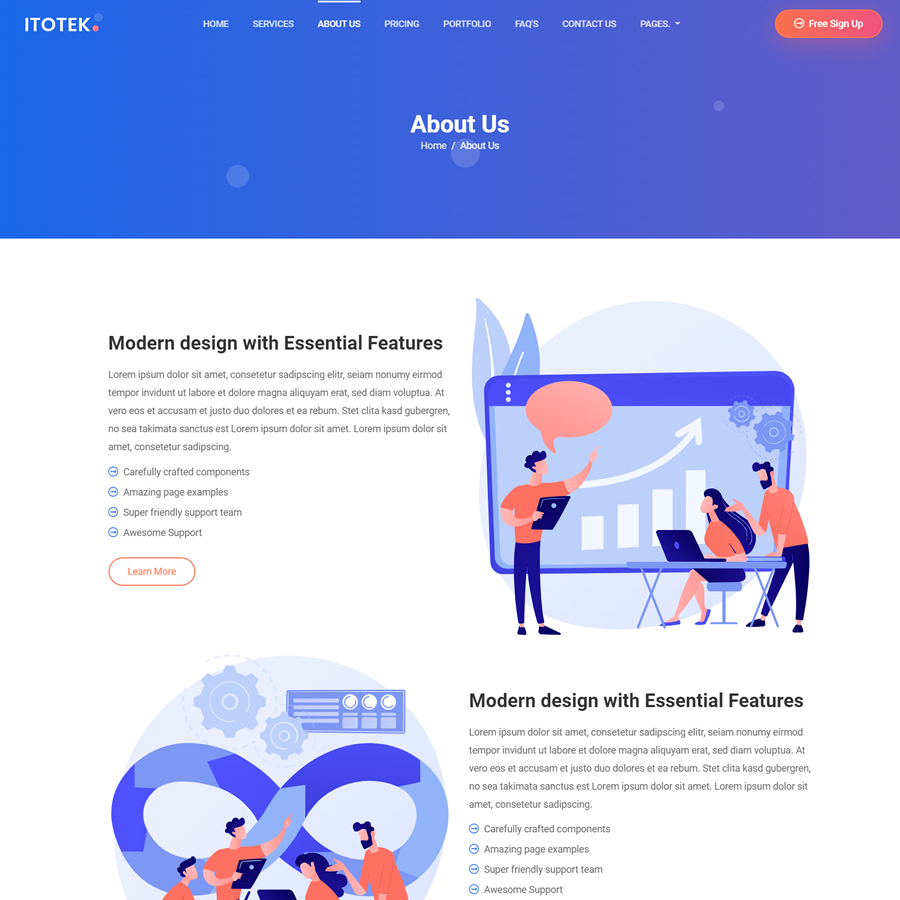 ITOTEK
HOME SERVICES ABOUT US PRICING PORTFOLIO FAQ'S CONTACT US PAGES.
Free Sign Up
About Us
Home / About Us
Modern design with Essential Features
Lorem ipsum dolor sit amet, consetetur sadipscing elitr, seiam nonumy eirmod
tempor invidunt ut labore et dolore magna aliquyam erat, sed diam voluptua. At
vero eos et accusam et justo duo dolores et ea rebum. Stet clita kasd gubergren,
no sea takimata sanctus est Lorem ipsum dolor sit amet. Lorem ipsum dolor sit
amet, consetetur sadipscing.
Carefully crafted components
Amazing page examples
Super friendly support team
Awesome Support
Learn More
Modern design with Essential Features
Lorem ipsum dolor sit amet, consetetur sadipscing elitr, seiam nonumy eirmod
tempor invidunt ut labore et dolore magna aliquyam erat, sed diam voluptua. At
vero eos et accusam et justo duo dolores et ea rebum. Stet clita kasd gubergren,
no sea takimata sanctus est Lorem ipsum dolor sit amet. Lorem ipsum dolor sit
amet, consetetur sadipscing.
Carefully crafted components
Amazing page examples
Super friendly support team
Awesome Support